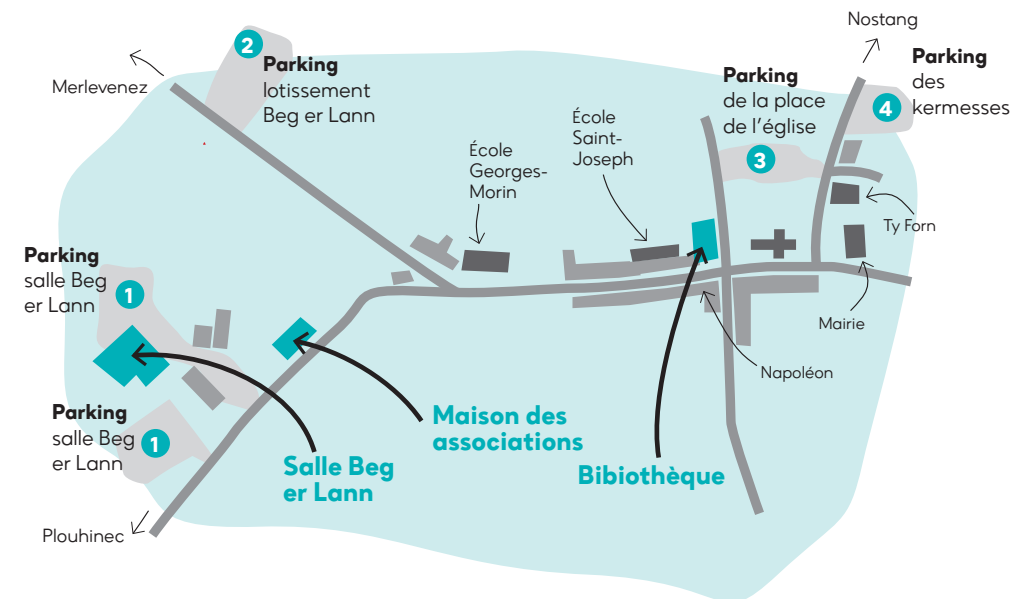 Nostang
2
Parking
lotissement
Beg er Lann
Merlevenez
Parking
des
kermesses
4
Parking
de la place
de l'église
3
École
Saint-
Joseph
École
Georges-
Morin
Ty Forn
Parking
salle Beg
er Lann
1
Mairie
Napoléon
Parking
salle Beg
er Lann
1
Maison des
associations
Salle Beg
er Lann
Bibiothèque
Plouhinec